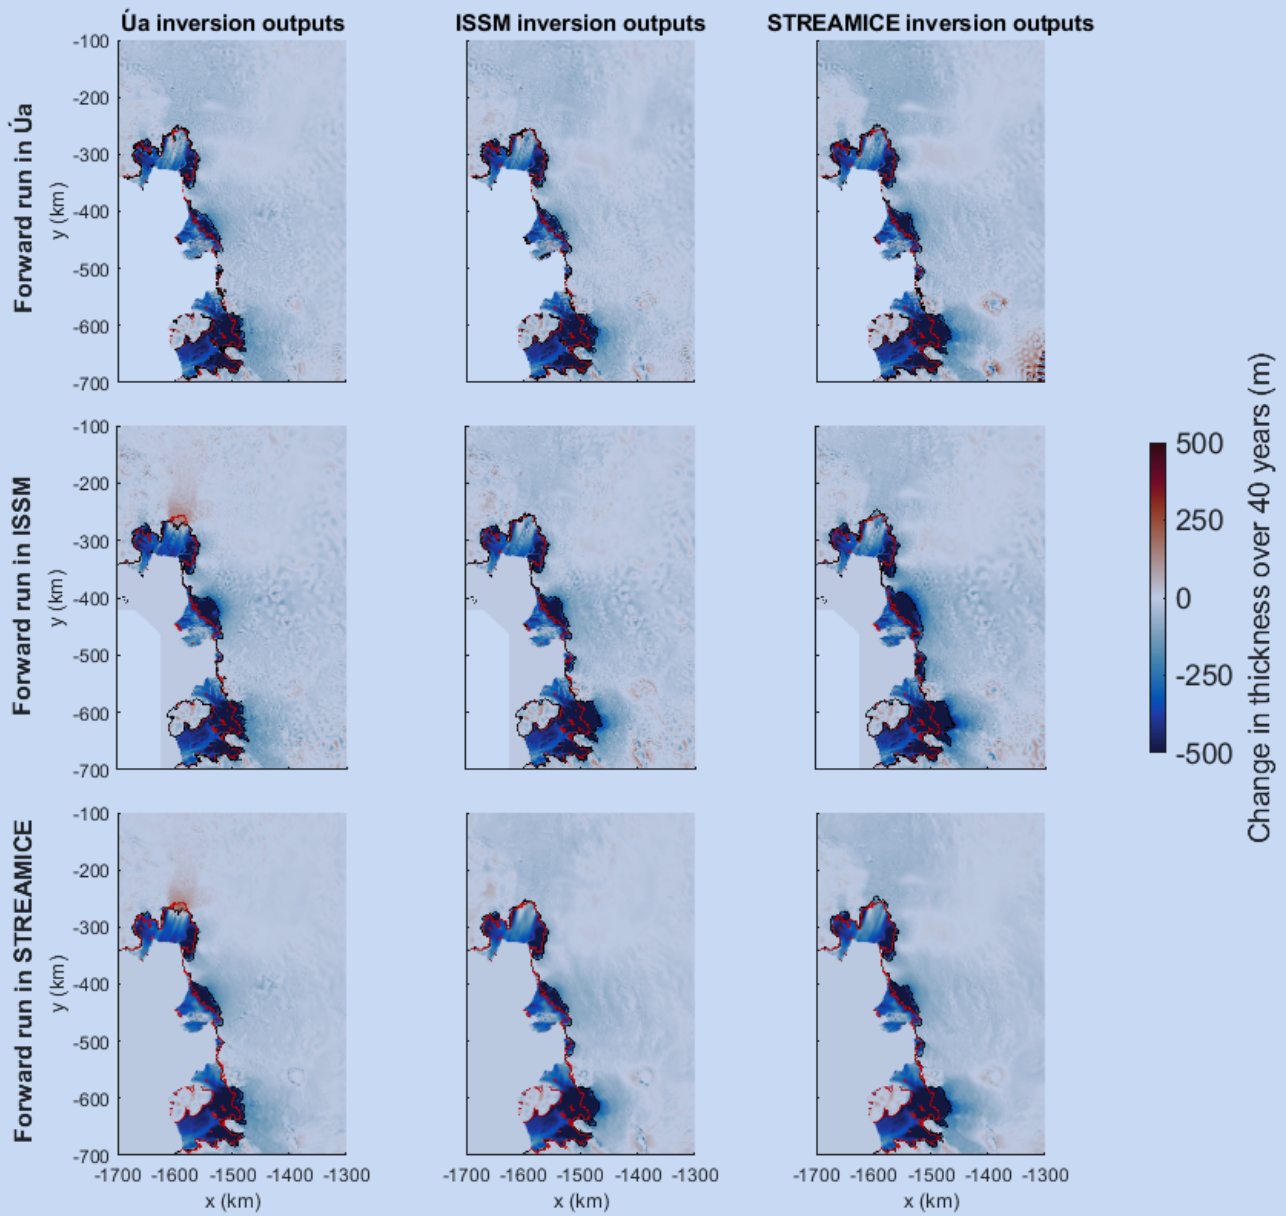 Úa inversion outputs
ISSM inversion outputs
STREAMICE inversion outputs
Forward run in Úa
y (km)
-100
-200
-300
-400
-500
-600
-700
Forward run in ISSM
y (km)
-100
-200
-300
-400
-500
-600
-700
Forward run in STREAMICE
y (km)
-100
-200
-300
-400
-500
-600
-700
-1700 -1600 -1500 -1400 -1300
x (km)
-1700 -1600 -1500 -1400 -1300
x (km)
-1700 -1600 -1500 -1400 -1300
x (km)
500
250
0
-250
-500
Change in thickness over 40 years (m)